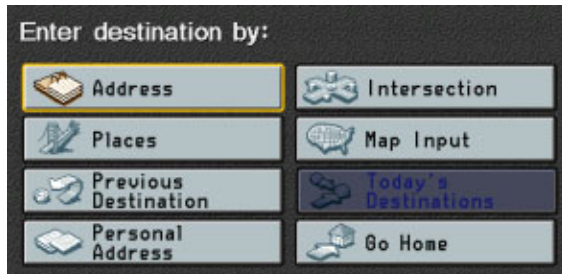 Enter destination by:
Address
Intersection
Places
Map Input
Previous
Destination
Today's
Destinations
Personal
Address
Go Home